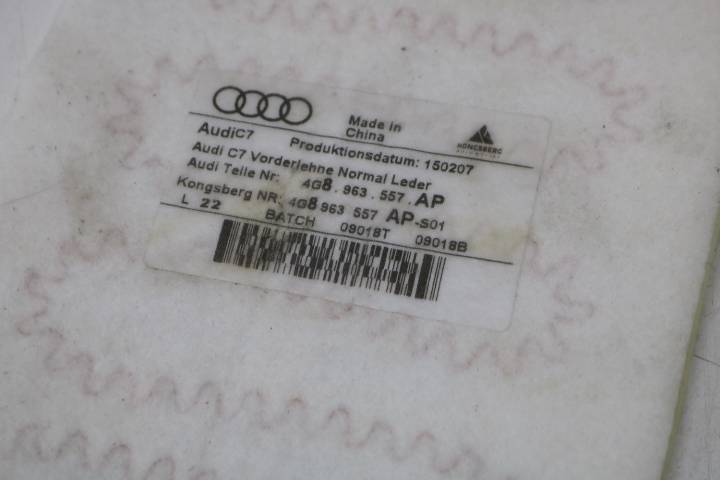 Made in
China
KONGSBERG
AUTOMOTIVE
AudiC7 Produktionsdatum: 150207
Audi C7 Vorderlehne Normal Leder
Audi Teile Nr: 4G8.963.557.AP
Kongsberg NR: 4G8 963 557 AP-S01
L 22 BATCH 09018T 09018B